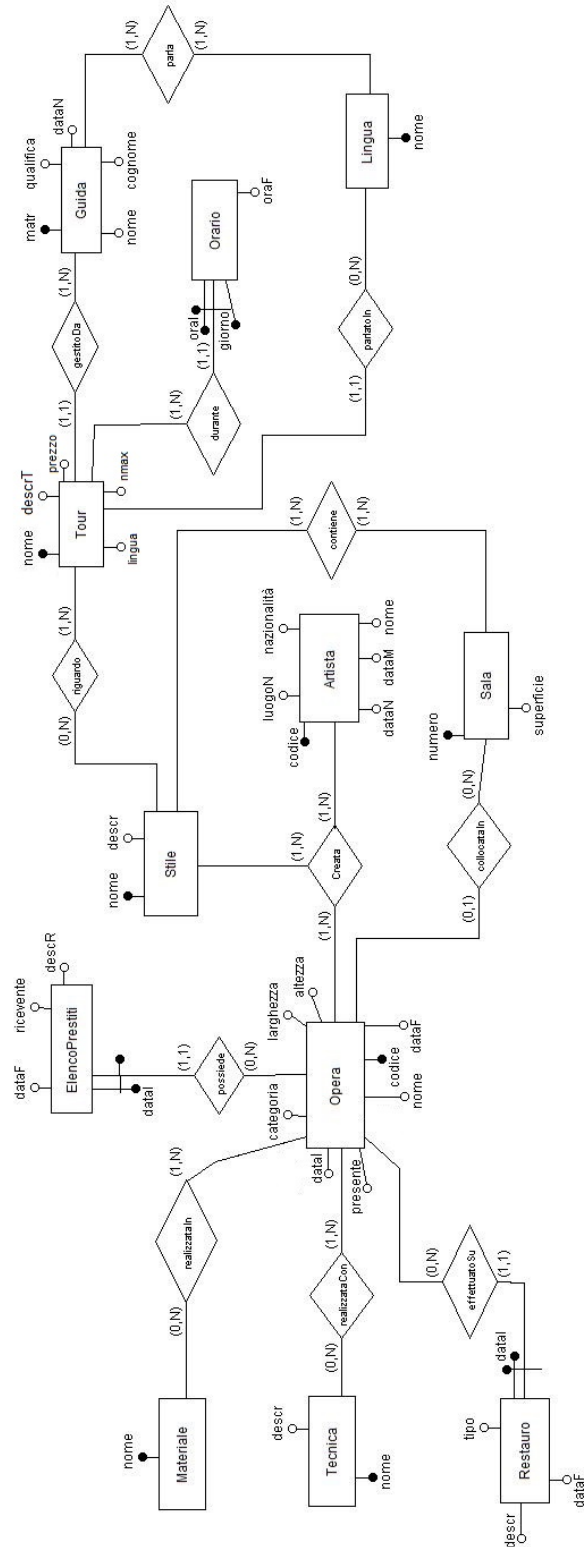 nome
Materiale
(0,N)
realizzataIn
(1,N)
descr
Tecnica
nome
(0,N)
realizzataCon
(1,N)
tipo
dataI
Restauro
descr
dataF
(1,1)
effettuatoSu
(0,N)
dataF
ricevente
descR
ElencoPrestiti
dataI
(1,1)
possiede
(0,N)
categoria
larghezza
altezza
dataI
Opera
presente
nome
codice
dataF
nome
descr
Stile
(1,N)
Creata
(1,N)
(1,N)
codice
luogoN
nazionalità
Artista
dataN
dataM
nome
(0,1)
collocataIn
(0,N)
numero
Sala
superficie
(1,N)
contiene
(1,N)
(0,N)
riguardo
(1,N)
nome
descrT
prezzo
Tour
lingua
nmax
(1,1)
gestitoDa
(1,N)
matr
qualifica
dataN
Guida
nome
cognome
(1,N)
durante
(1,1)
oraI
giorno
Orario
oraF
(1,1)
parlatoIn
(0,N)
Lingua
nome
(1,N)
parla
(1,N)